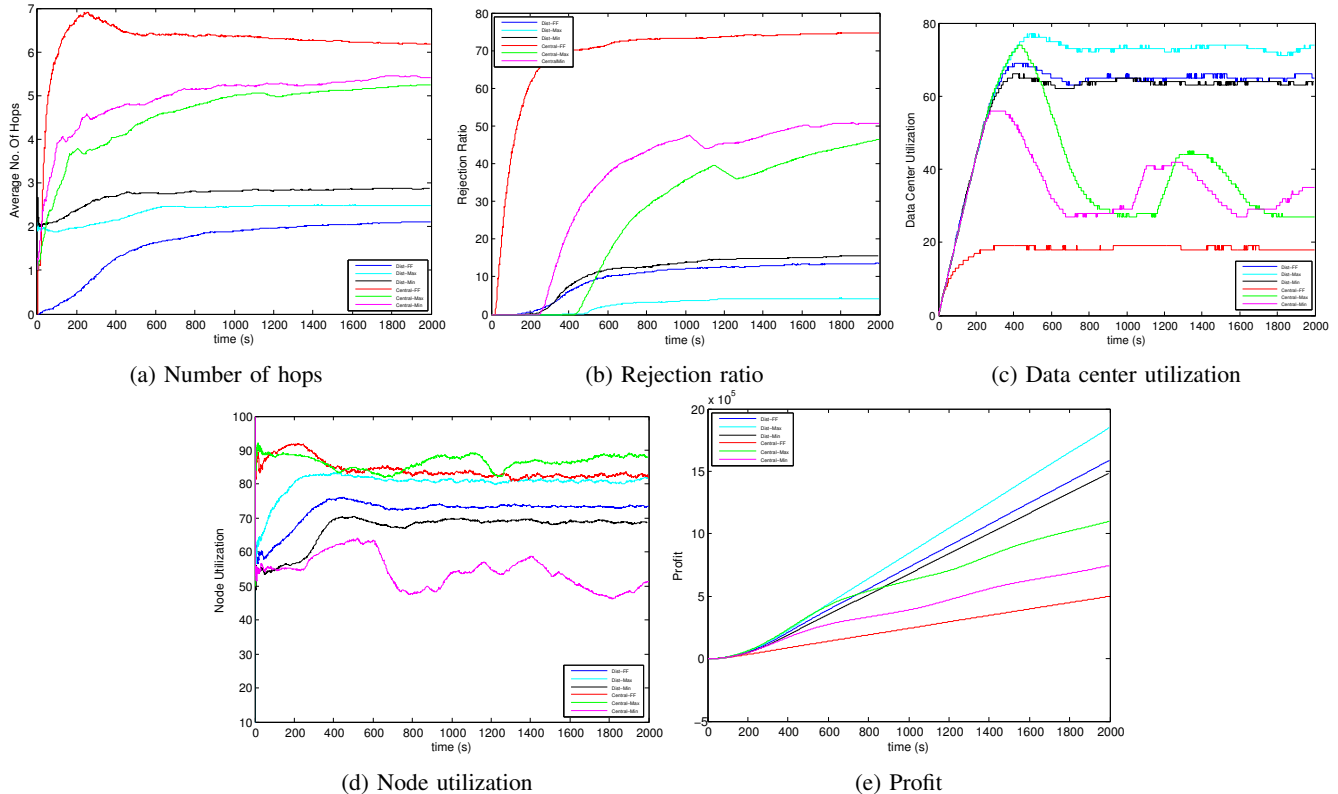 7
6
5
4
3
2
1
0
Average No. Of Hops
Dist-FF
Dist-Max
Dist-Min
Central-FF
Central-Max
Central-Min
0 200 400 600 800 1000 1200 1400 1600 1800 2000
time (s)
(a) Number of hops
80
70
60
50
40
30
20
10
0
Rejection Ratio
Dist-FF
Dist-Max
Dist-Min
Central-FF
Central-Max
CentralMin
0 200 400 600 800 1000 1200 1400 1600 1800 2000
time (s)
(b) Rejection ratio
80
60
40
20
0
Data Center Utilization
Dist-FF
Dist-Max
Dist-Min
Central-FF
Central-Max
Central-Min
0 200 400 600 800 1000 1200 1400 1600 1800 2000
time (s)
(c) Data center utilization
100
90
80
70
60
50
40
30
20
10
Node Utilization
Dist-FF
Dist-Max
Dist-Min
Central-FF
Central-Max
Central-Min
0 200 400 600 800 1000 1200 1400 1600 1800 2000
time (s)
(d) Node utilization
x 10⁵
20
15
10
5
0
−5
Profit
Dist-FF
Dist-Max
Dist-Min
Central-FF
Central-Max
Central-Min
0 200 400 600 800 1000 1200 1400 1600 1800 2000
time (s)
(e) Profit